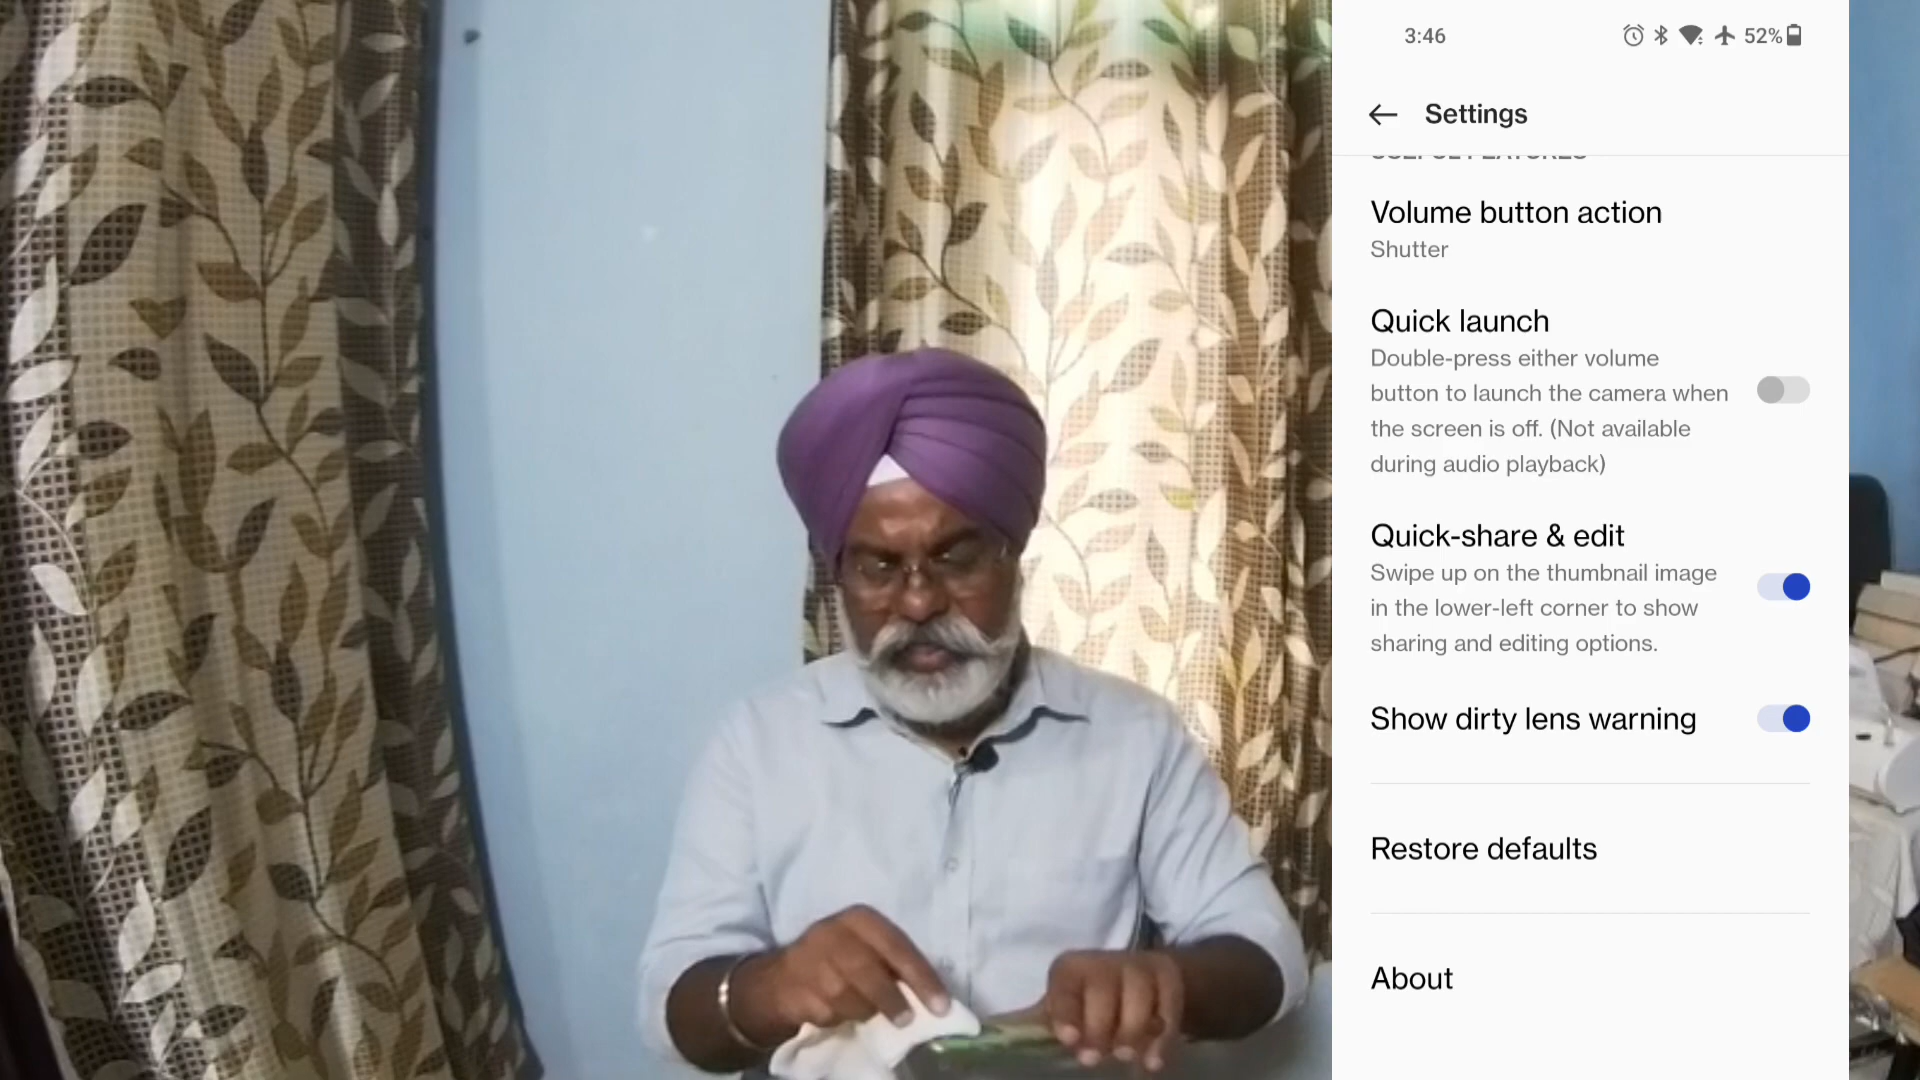 3:46
52%
Settings
Volume button action
Shutter
Quick launch
Double-press either volume
button to launch the camera when
the screen is off. (Not available
during audio playback)
Quick-share & edit
Swipe up on the thumbnail image
in the lower-left corner to show
sharing and editing options.
Show dirty lens warning
Restore defaults
About